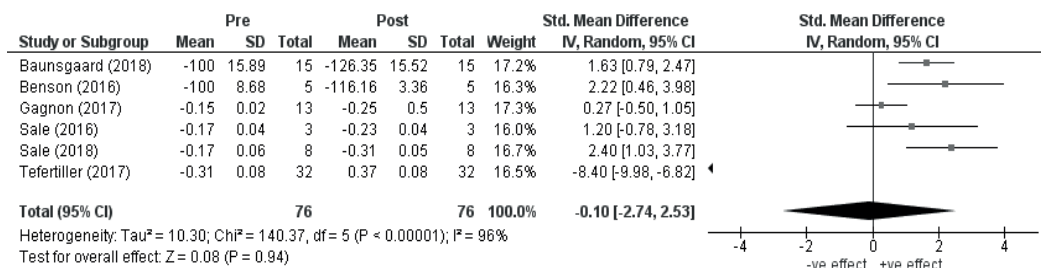 Pre Post Std. Mean Difference Std. Mean Difference
Study or Subgroup Mean SD Total Mean SD Total Weight IV, Random, 95% CI IV, Random, 95% CI
Baunsgaard (2018) -100 15.89 15 -126.35 15.52 15 17.2% 1.63 [0.79, 2.47]
Benson (2016) -100 8.68 5 -116.16 3.36 5 16.3% 2.22 [0.46, 3.98]
Gagnon (2017) -0.15 0.02 13 -0.25 0.5 13 17.3% 0.27 [-0.50, 1.05]
Sale (2016) -0.17 0.04 3 -0.23 0.04 3 16.0% 1.20 [-0.78, 3.18]
Sale (2018) -0.17 0.06 8 -0.31 0.05 8 16.7% 2.40 [1.03, 3.77]
Tefertiller (2017) -0.31 0.08 32 0.37 0.08 32 16.5% -8.40 [-9.98, -6.82]
Total (95% CI) 76 76 100.0% -0.10 [-2.74, 2.53]
Heterogeneity: Tau² = 10.30; Chi² = 140.37, df = 5 (P < 0.00001); I² = 96%
Test for overall effect: Z = 0.08 (P = 0.94)
-4 -2 0 2 4
-ve effect +ve effect